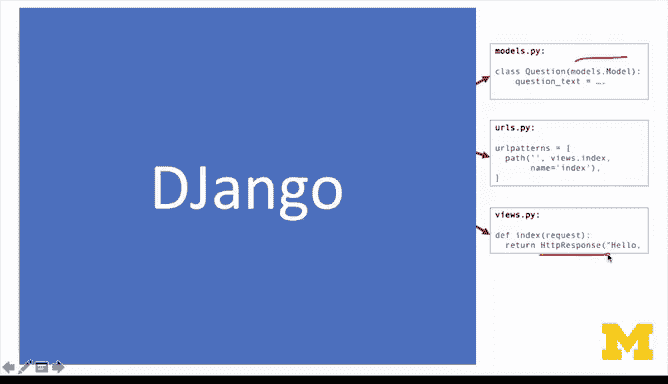 DJango
models.py:
class Question(models.Model):
question_text = ….
urls.py:
urlpatterns = [
path('', views.index,
name='index'),
]
views.py:
def index(request):
return HttpResponse("Hello,
M